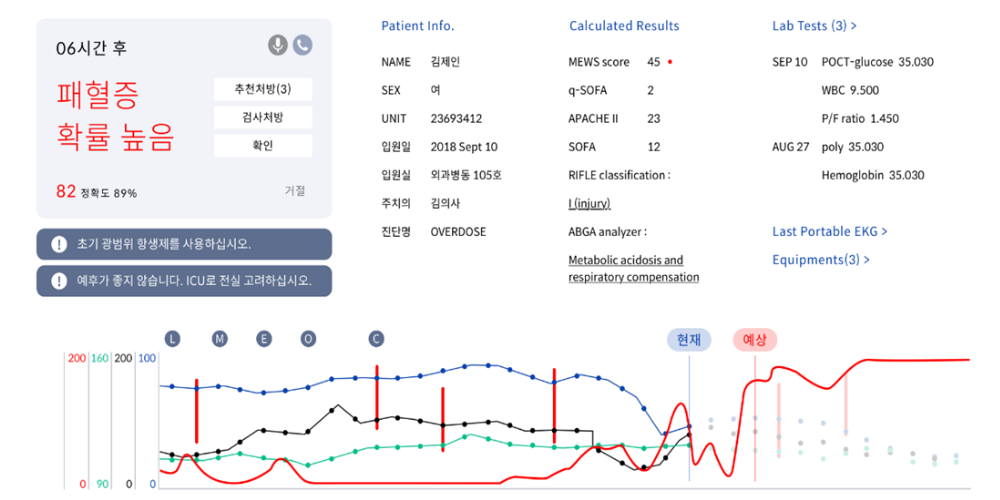 06시간 후
패혈증
확률 높음
추천처방(3)
검사처방
확인
82 정확도 89%
거절
! 초기 광범위 항생제를 사용하십시오.
! 예후가 좋지 않습니다. ICU로 전실 고려하십시오.
Patient Info.
NAME 김제인
SEX 여
UNIT 23693412
입원일 2018 Sept 10
입원실 외과병동 105호
주치의 김의사
진단명 OVERDOSE
Calculated Results
MEWS score 45
q-SOFA 2
APACHE II 23
SOFA 12
RIFLE classification :
I (injury)
ABGA analyzer :
Metabolic acidosis and
respiratory compensation
Lab Tests (3) >
SEP 10 POCT-glucose 35.030
WBC 9.500
P/F ratio 1.450
AUG 27 poly 35.030
Hemoglobin 35.030
Last Portable EKG >
Equipments(3) >
L M E O C
현재 예상
200 160 200 100
0 90 0 0